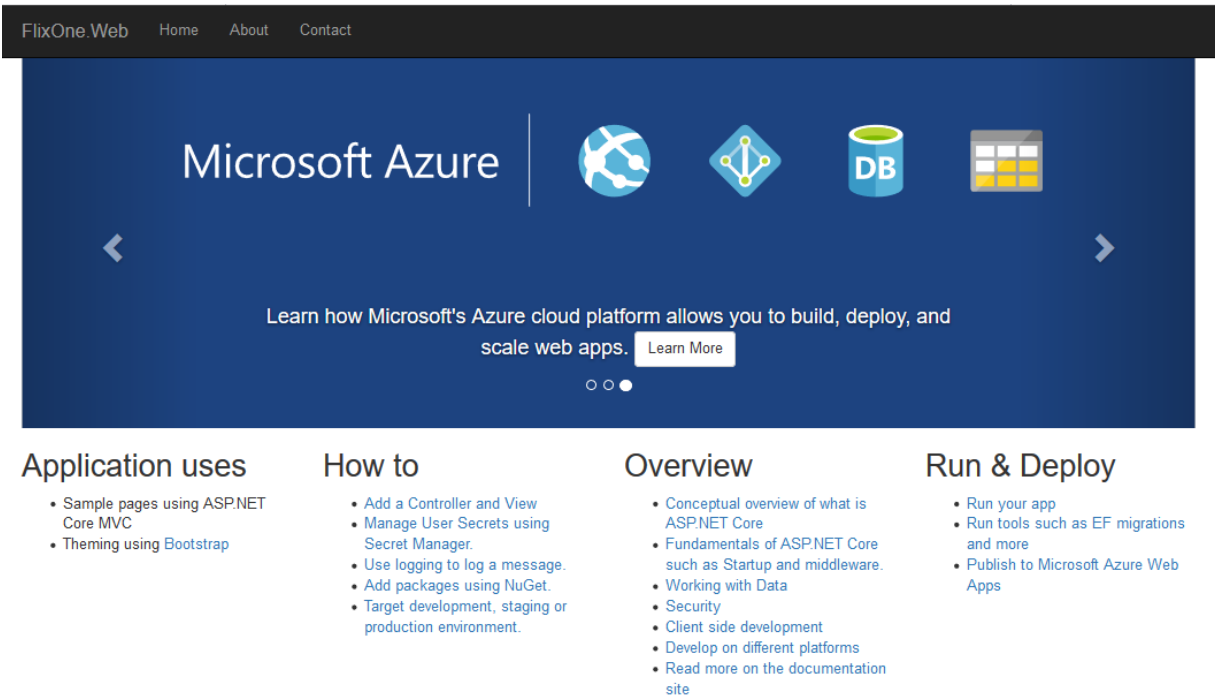 FlixOne.Web Home About Contact
Microsoft Azure
DB
Learn how Microsoft's Azure cloud platform allows you to build, deploy, and
scale web apps. Learn More
Application uses
• Sample pages using ASP.NET
Core MVC
• Theming using Bootstrap
How to
• Add a Controller and View
• Manage User Secrets using
Secret Manager.
• Use logging to log a message.
• Add packages using NuGet.
• Target development, staging or
production environment.
Overview
• Conceptual overview of what is
ASP.NET Core
• Fundamentals of ASP.NET Core
such as Startup and middleware.
• Working with Data
• Security
• Client side development
• Develop on different platforms
• Read more on the documentation
site
Run & Deploy
• Run your app
• Run tools such as EF migrations
and more
• Publish to Microsoft Azure Web
Apps